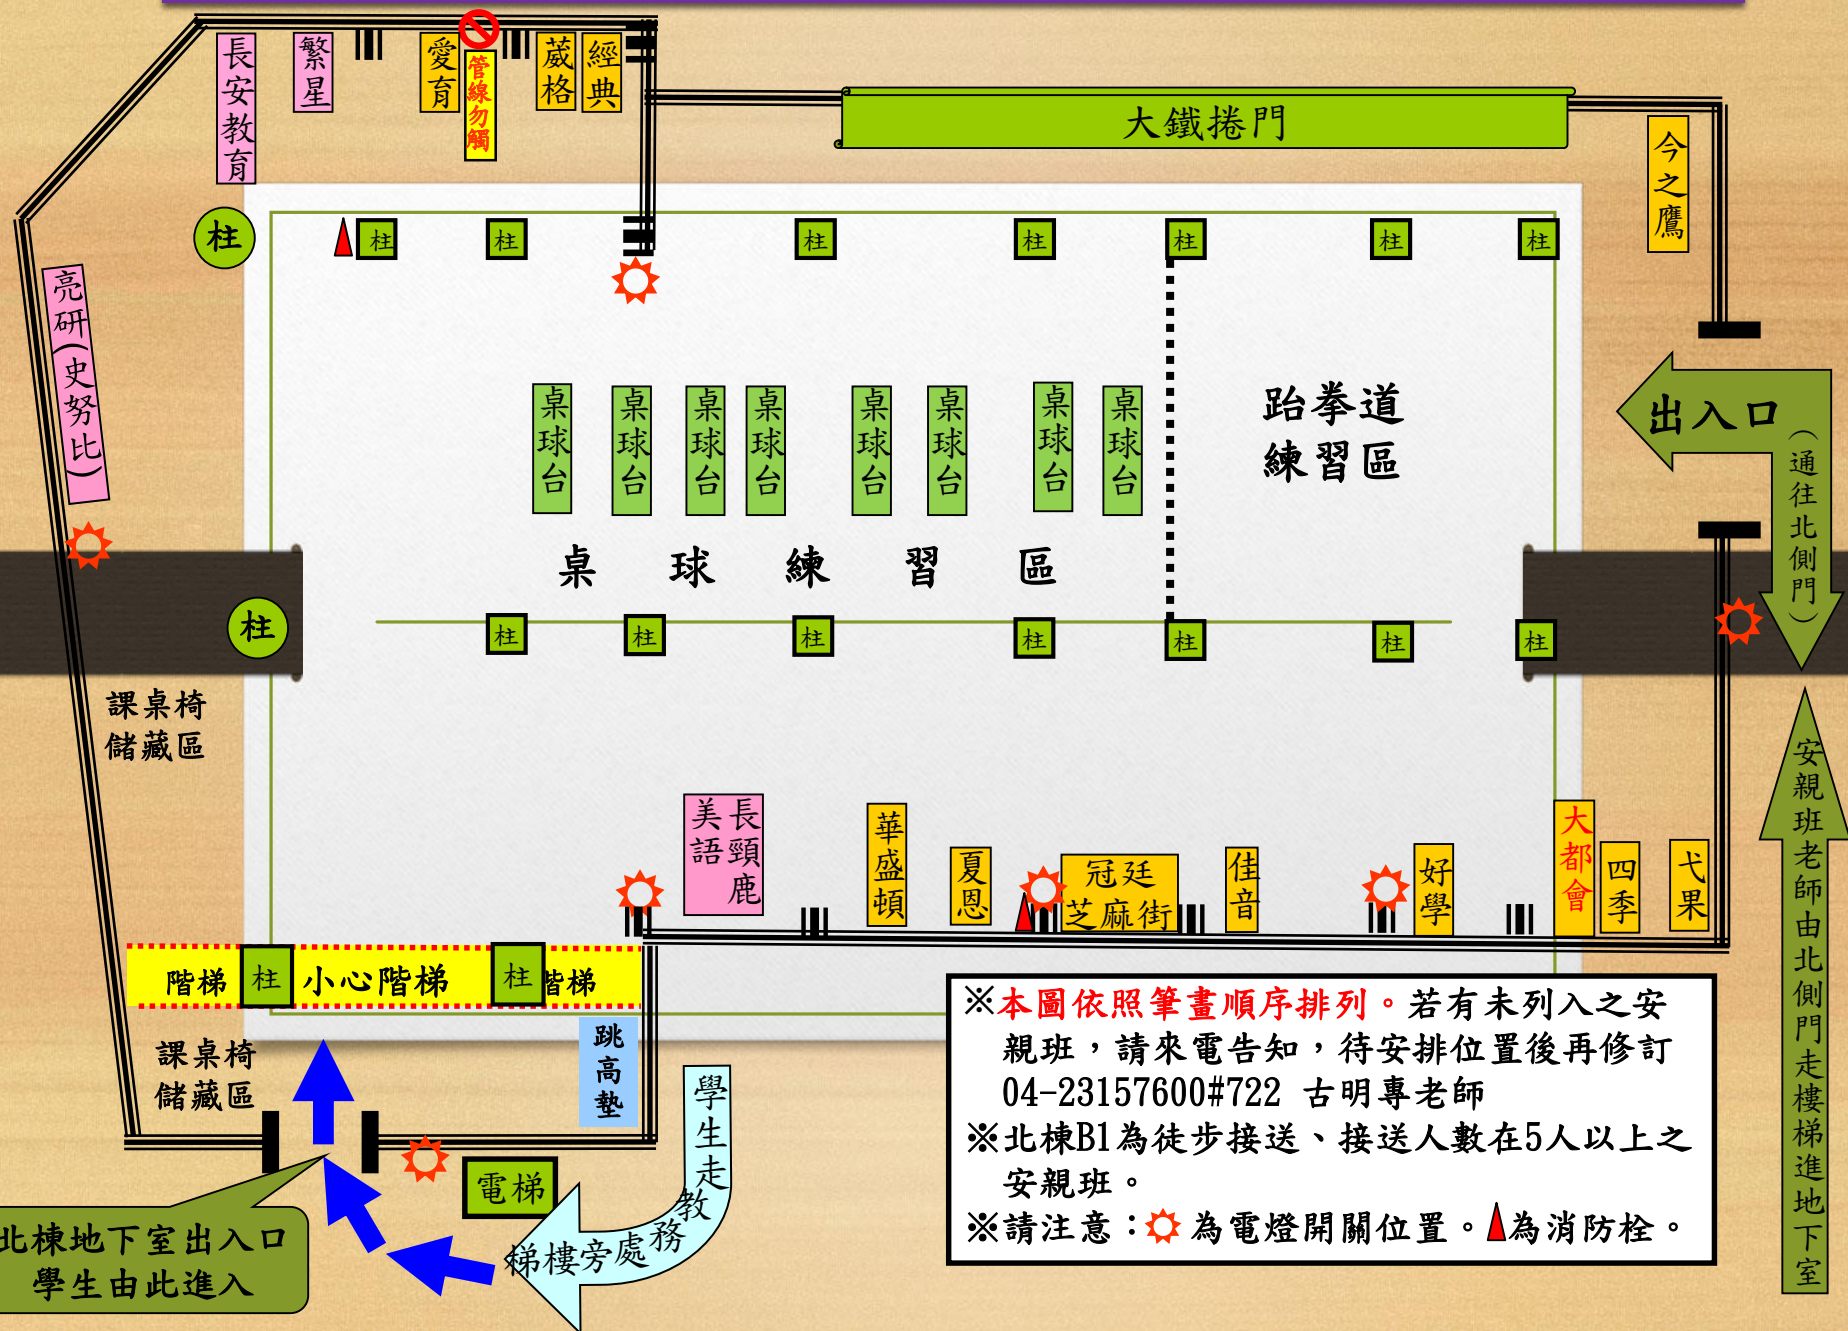 長安教育
繁星
愛育
管線勿觸
葳格
經典
大鐵捲門
今之鷹
柱
柱
柱
柱
柱
柱
柱
柱
亮研(史努比)
桌球台
桌球台
桌球台
桌球台
桌球台
桌球台
桌球台
桌球台
跆拳道
練習區
出入口
(通往北側門)
桌球練習區
柱
柱
柱
柱
柱
柱
柱
柱
課桌椅
儲藏區
安親班老師由北側門走樓梯進地下室
長頸鹿
美語
華盛頓
夏恩
冠廷
芝麻街
佳音
好學
大都會
四季
弋果
階梯
柱
小心階梯
柱
階梯
課桌椅
儲藏區
跳高墊
學生走教務處旁樓梯
電梯
北棟地下室出入口
學生由此進入
※本圖依照筆畫順序排列。若有未列入之安
親班，請來電告知，待安排位置後再修訂
04-23157600#722 古明專老師
※北棟B1為徒步接送、接送人數在5人以上之
安親班。
※請注意：為電燈開關位置。為消防栓。